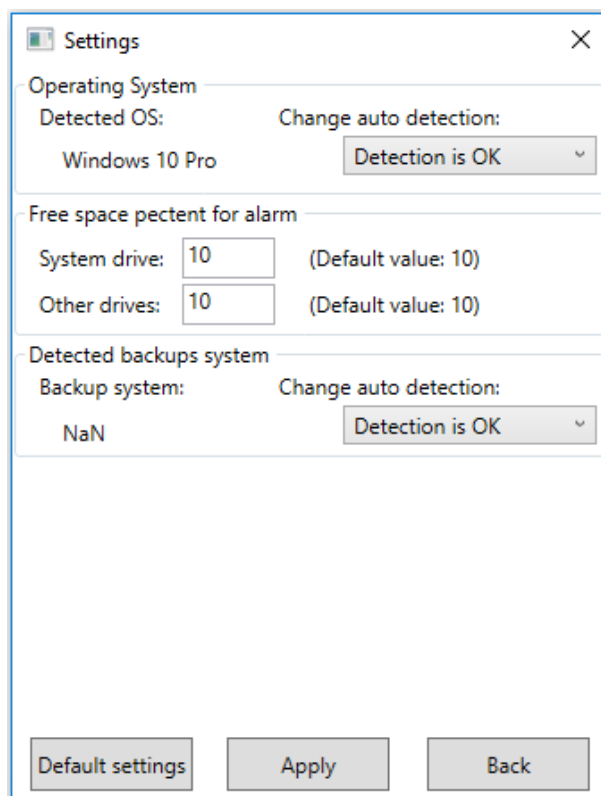 Settings
Operating System
Detected OS: Change auto detection:
Windows 10 Pro Detection is OK
Free space pectent for alarm
System drive: 10 (Default value: 10)
Other drives: 10 (Default value: 10)
Detected backups system
Backup system: Change auto detection:
NaN Detection is OK
Default settings Apply Back